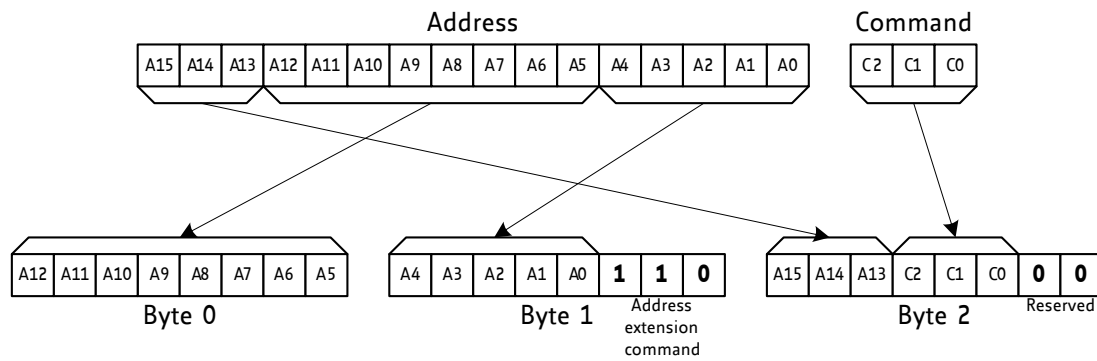 Address Command
A15 A14 A13 A12 A11 A10 A9 A8 A7 A6 A5 A4 A3 A2 A1 A0 C2 C1 C0
A12 A11 A10 A9 A8 A7 A6 A5 A4 A3 A2 A1 A0 1 1 0 A15 A14 A13 C2 C1 C0 0 0
Byte 0 Byte 1 Address Byte 2 Reserved
extension
command